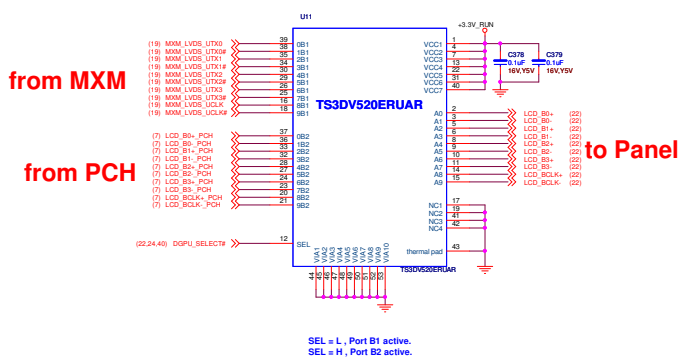 U11
+3.3V_RUN
from MXM
(19) MXM_LVDS_UTX0 39 0B1
(19) MXM_LVDS_UTX0# 38 1B1
(19) MXM_LVDS_UTX1 35 2B1
(19) MXM_LVDS_UTX1# 34 3B1
(19) MXM_LVDS_UTX2 30 4B1
(19) MXM_LVDS_UTX2# 29 5B1
(19) MXM_LVDS_UTX3 26 6B1
(19) MXM_LVDS_UTX3# 25 7B1
(19) MXM_LVDS_UCLK 16 8B1
(19) MXM_LVDS_UCLK# 18 9B1
VCC1 1
VCC2 4
VCC3 7
VCC4 13
VCC5 22
VCC6 31
VCC7 40
C378
0.1uF
16V,Y5V
C379
0.1uF
16V,Y5V
TS3DV520ERUAR
from PCH
(7) LCD_B0+_PCH 37 0B2
(7) LCD_B0-_PCH 36 1B2
(7) LCD_B1+_PCH 33 2B2
(7) LCD_B1-_PCH 32 3B2
(7) LCD_B2+_PCH 28 4B2
(7) LCD_B2-_PCH 27 5B2
(7) LCD_B3+_PCH 24 6B2
(7) LCD_B3-_PCH 23 7B2
(7) LCD_BCLK+_PCH 20 8B2
(7) LCD_BCLK-_PCH 21 9B2
A0 2 LCD_B0+ (22)
A1 3 LCD_B0- (22)
A2 5 LCD_B1+ (22)
A3 6 LCD_B1- (22)
A4 8 LCD_B2+ (22)
A5 9 LCD_B2- (22)
A6 10 LCD_B3+ (22)
A7 11 LCD_B3- (22)
A8 14 LCD_BCLK+ (22)
A9 15 LCD_BCLK- (22)
to Panel
NC1 17
NC2 19
NC3 41
NC4 42
(22,24,40) DGPU_SELECT# 12 SEL
thermal pad 43
VIA1 VIA2 VIA3 VIA4 VIA5 VIA6 VIA7 VIA8 VIA9 VIA10
TS3DV520ERUAR
44 45 46 47 48 49 50 51 52 53
SEL = L , Port B1 active.
SEL = H , Port B2 active.